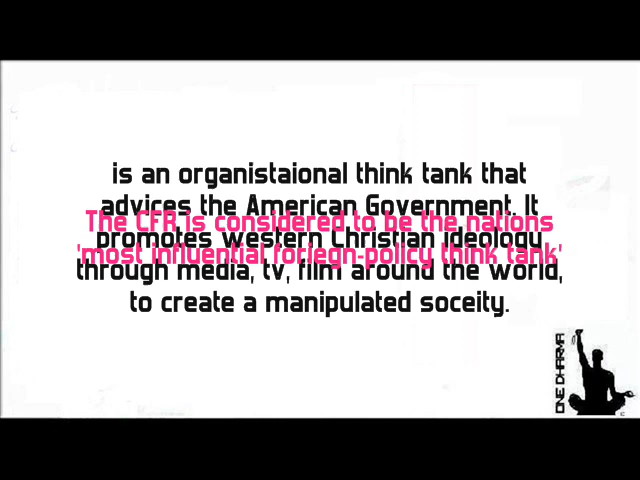 is an organistaional think tank that
advices the American Government. It
The CFR is considered to be the nations
promotes western Christian ideology
'most influential foriegn-policy think tank'
through media, tv, film around the world,
to create a manipulated soceity.
ONE DHARMA